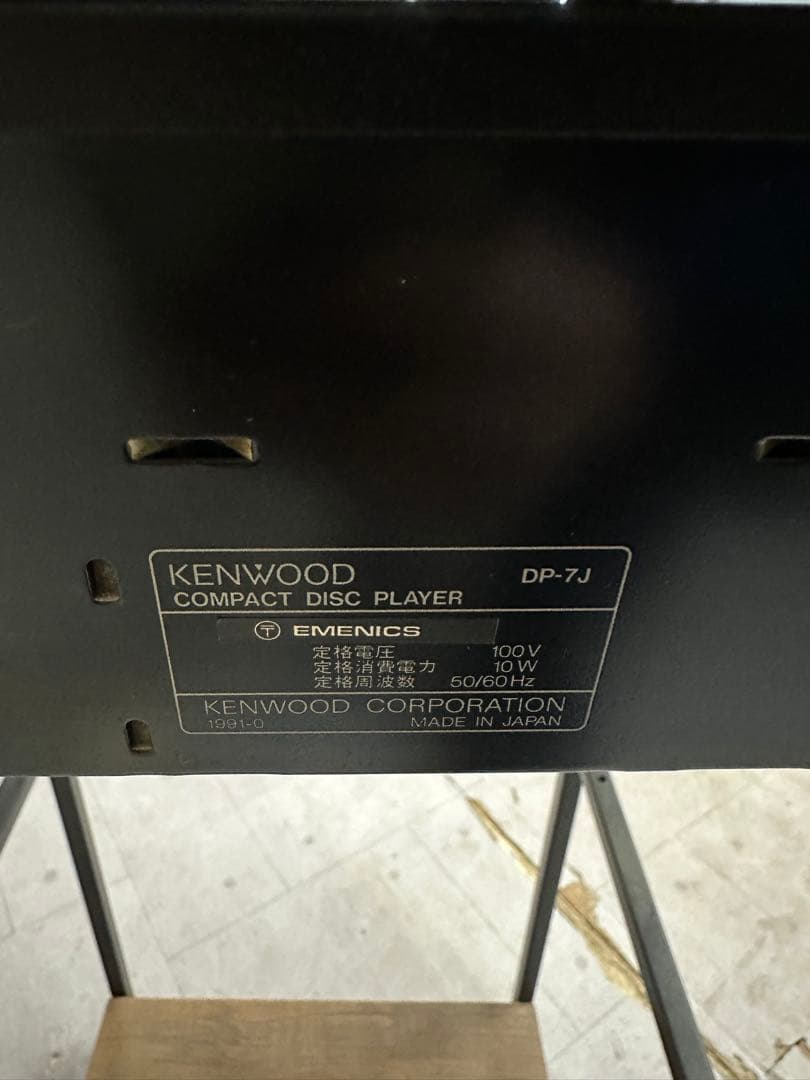 KENWOOD DP-7J
COMPACT DISC PLAYER
〒 EMENICS
定格電圧 100V
定格消費電力 10W
定格周波数 50/60Hz
KENWOOD CORPORATION
1991-0 MADE IN JAPAN